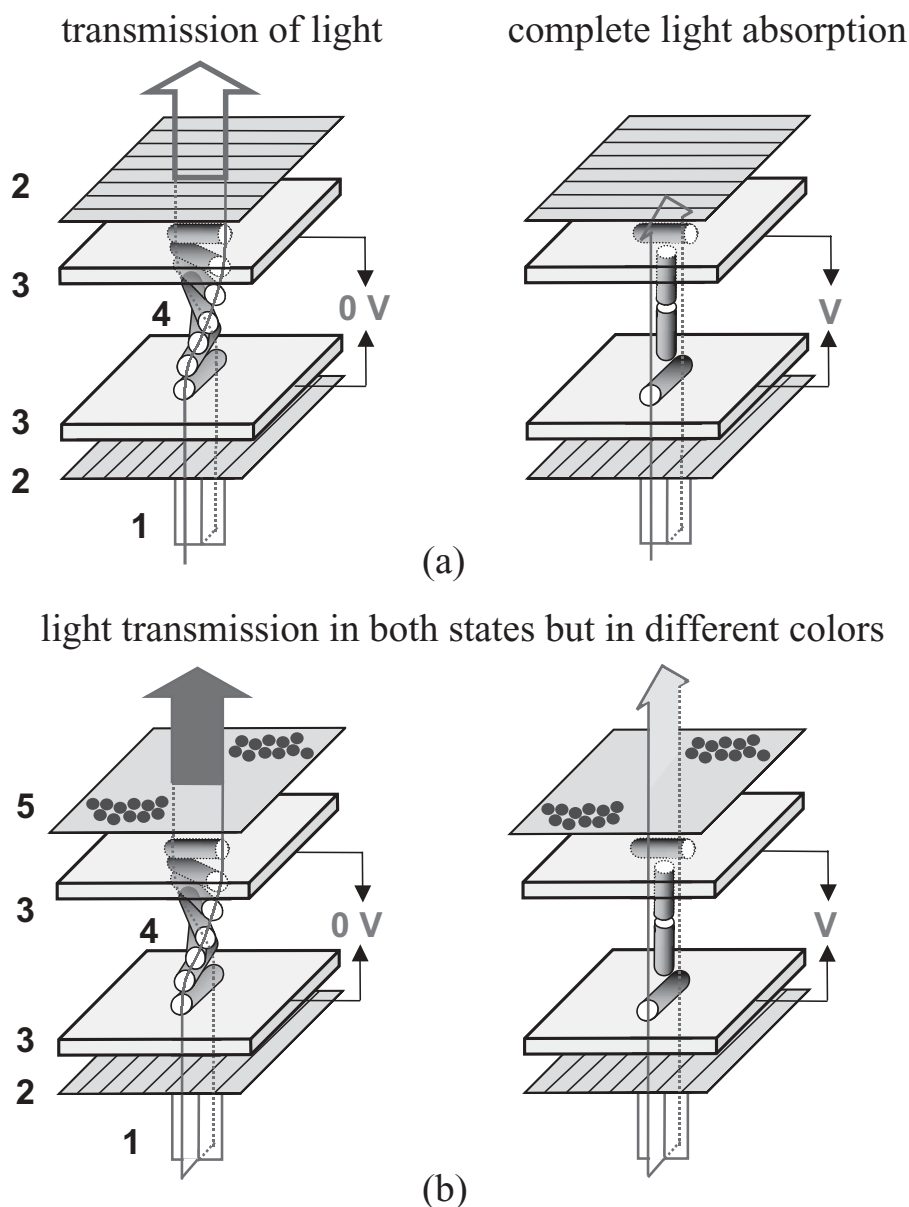 transmission of light
complete light absorption
2
3
4
0 V
V
3
2
1
(a)
light transmission in both states but in different colors
5
3
4
0 V
V
3
2
1
(b)